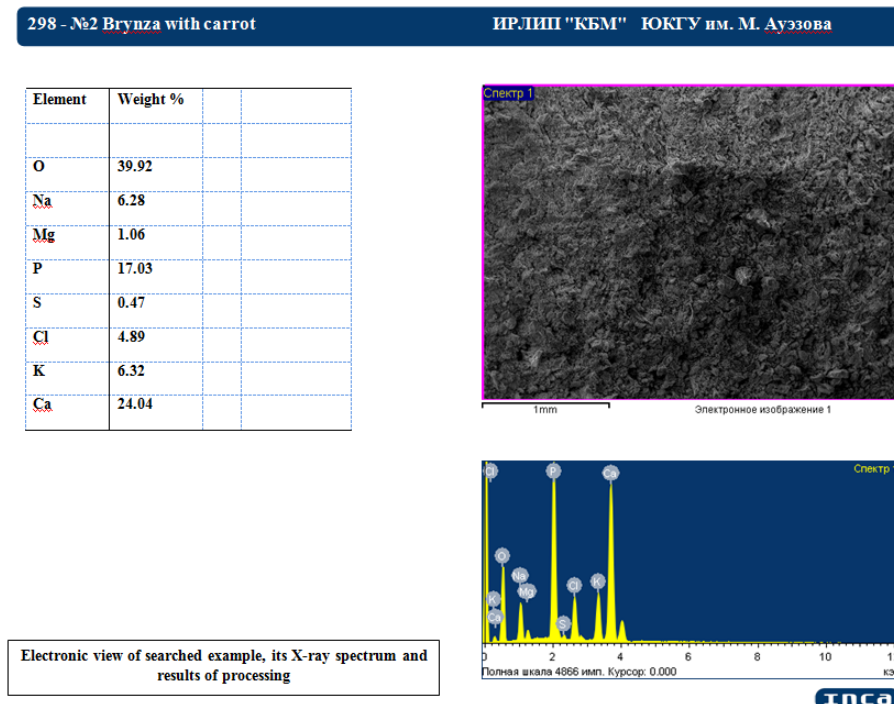 298 - №2 Brynza with carrot
ИРЛИП "КБМ" ЮКГУ им. М. Ауэзова
Element Weight %
O 39.92
Na 6.28
Mg 1.06
P 17.03
S 0.47
Cl 4.89
K 6.32
Ca 24.04
Спектр 1
1mm
Электронное изображение 1
Спектр
Cl
P
Ca
O
Na
Mg
K
Ca
S
Cl
K
0 2 4 6 8 10
Полная шкала 4866 имп. Курсор: 0.000
Electronic view of searched example, its X-ray spectrum and
results of processing
INCA